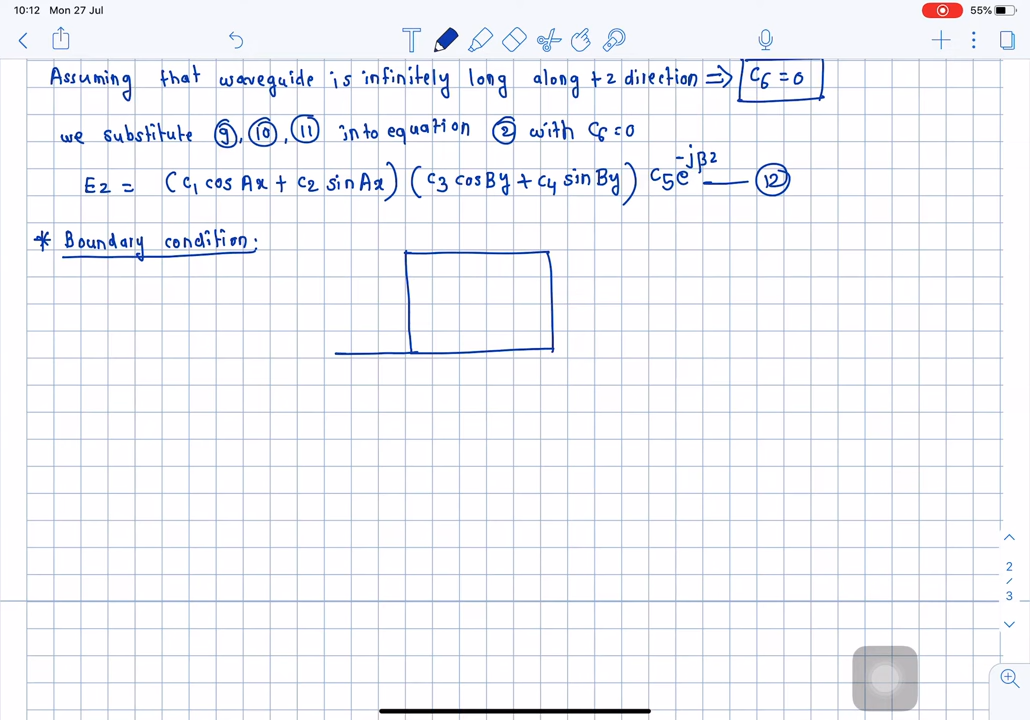 10:12 Mon 27 Jul 55%
Assuming that waveguide is infinitely long along +z direction ⇒ C₆ = 0
we substitute ⑨, ⑩, ⑪ into equation ② with C₆ = 0
Ez = (C₁ cos Ax + C₂ sin Ax) (C₃ cos By + C₄ sin By) C₅e^-jβz —— ⑫
* Boundary condition:
2
/
3